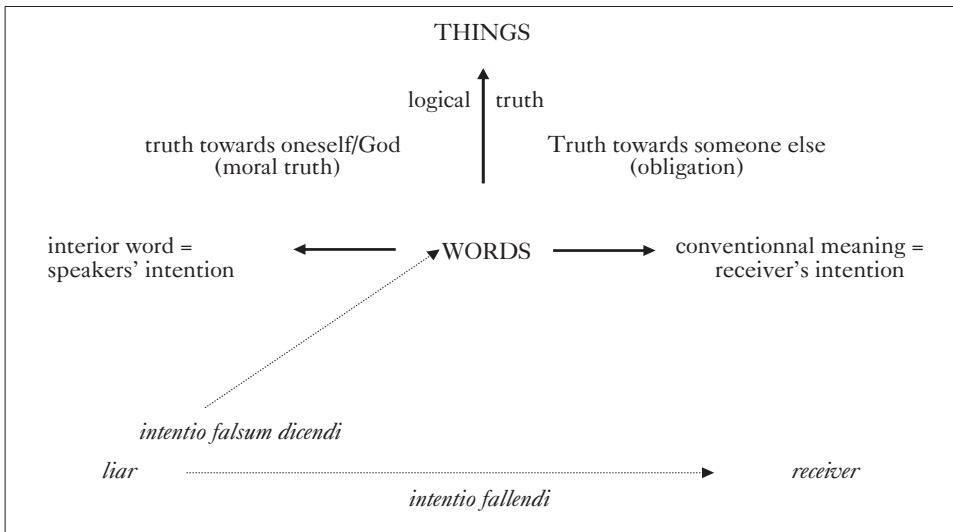 THINGS
logical truth
truth towards oneself/God
(moral truth)
Truth towards someone else
(obligation)
interior word =
speakers' intention
WORDS
conventionnal meaning =
receiver's intention
intentio falsum dicendi
liar
receiver
intentio fallendi